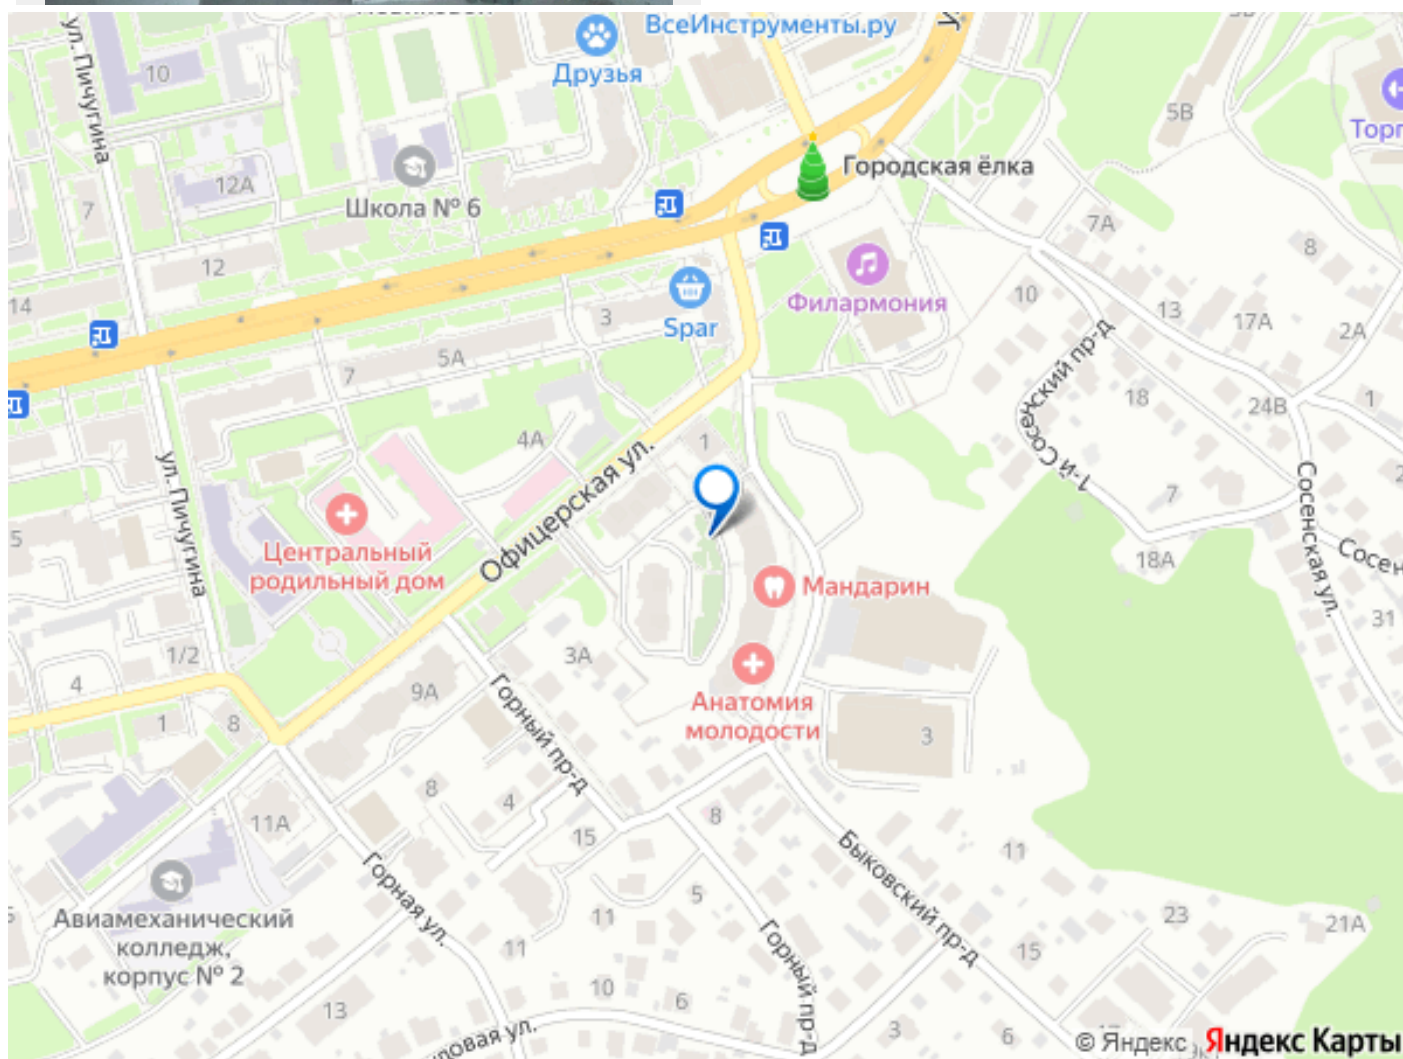 ВсеИнструменты.ру
Друзья
ул. Пичугина
10
5В
Торг
Городская ёлка
12А
Школа № 6
7
7А
8
12
14
Филармония
10
13
17А
2А
Spar
3
5А
7
1-й Сосенский пр-д
18
24В
1
4А
1
Офицерская ул.
ул. Пичугина
7
5
Центральный
родильный дом
18А
Сосенская ул.
Сосен
31
Мандарин
1/2
3А
4
9А
Анатомия
молодости
1
8
3
Горный пр-д
8
4
11А
15
8
11
Быковский пр-д
Горная ул.
5
Авиамеханический
колледж,
корпус № 2
11
23
21А
11
15
Горный пр-д
13
10
6
3
6
довая ул.
© Яндекс
Яндекс Карты